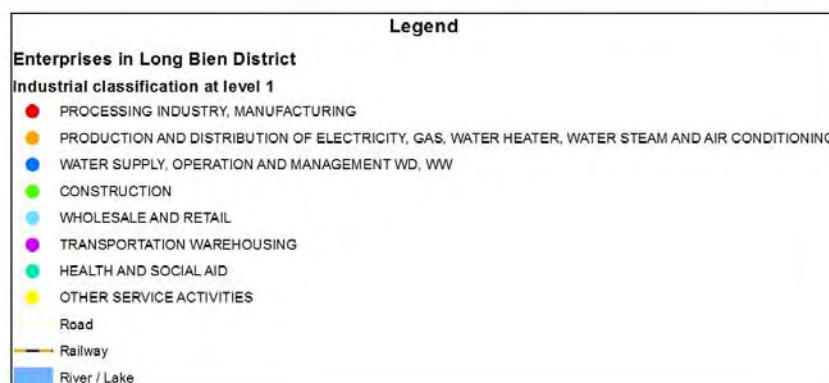 Legend
Enterprises in Long Bien District
Industrial classification at level 1
PROCESSING INDUSTRY, MANUFACTURING
PRODUCTION AND DISTRIBUTION OF ELECTRICITY, GAS, WATER HEATER, WATER STEAM AND AIR CONDITIONING
WATER SUPPLY, OPERATION AND MANAGEMENT WD, WW
CONSTRUCTION
WHOLESALE AND RETAIL
TRANSPORTATION WAREHOUSING
HEALTH AND SOCIAL AID
OTHER SERVICE ACTIVITIES
Road
Railway
River / Lake